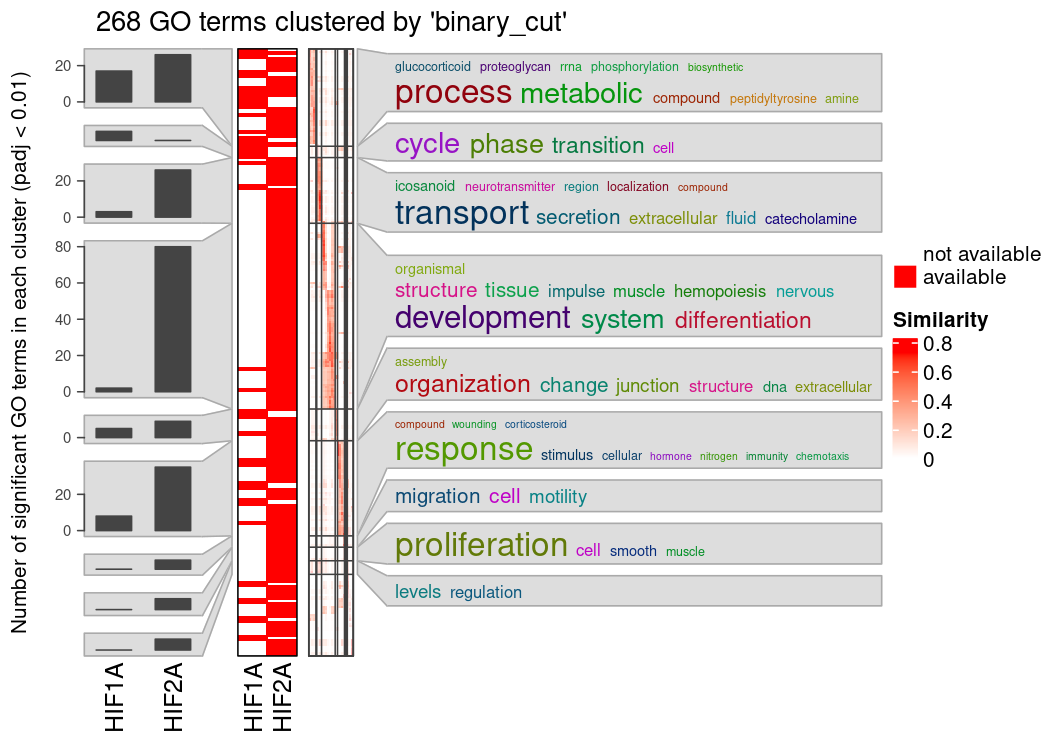 268 GO terms clustered by 'binary_cut'
Number of significant GO terms in each cluster (padj < 0.01)
20
0
20
0
80
60
40
20
0
0
20
0
HIF1A
HIF2A
HIF1A
HIF2A
glucocorticoid proteoglycan rrna phosphorylation biosynthetic
process metabolic compound peptidyltyrosine amine
cycle phase transition cell
icosanoid neurotransmitter region localization compound
transport secretion extracellular fluid catecholamine
organismal
structure tissue impulse muscle hemopoiesis nervous
development system differentiation
assembly
organization change junction structure dna extracellular
compound wounding corticosteroid
response stimulus cellular hormone nitrogen immunity chemotaxis
migration cell motility
proliferation cell smooth muscle
levels regulation
not available
available
Similarity
0.8
0.6
0.4
0.2
0